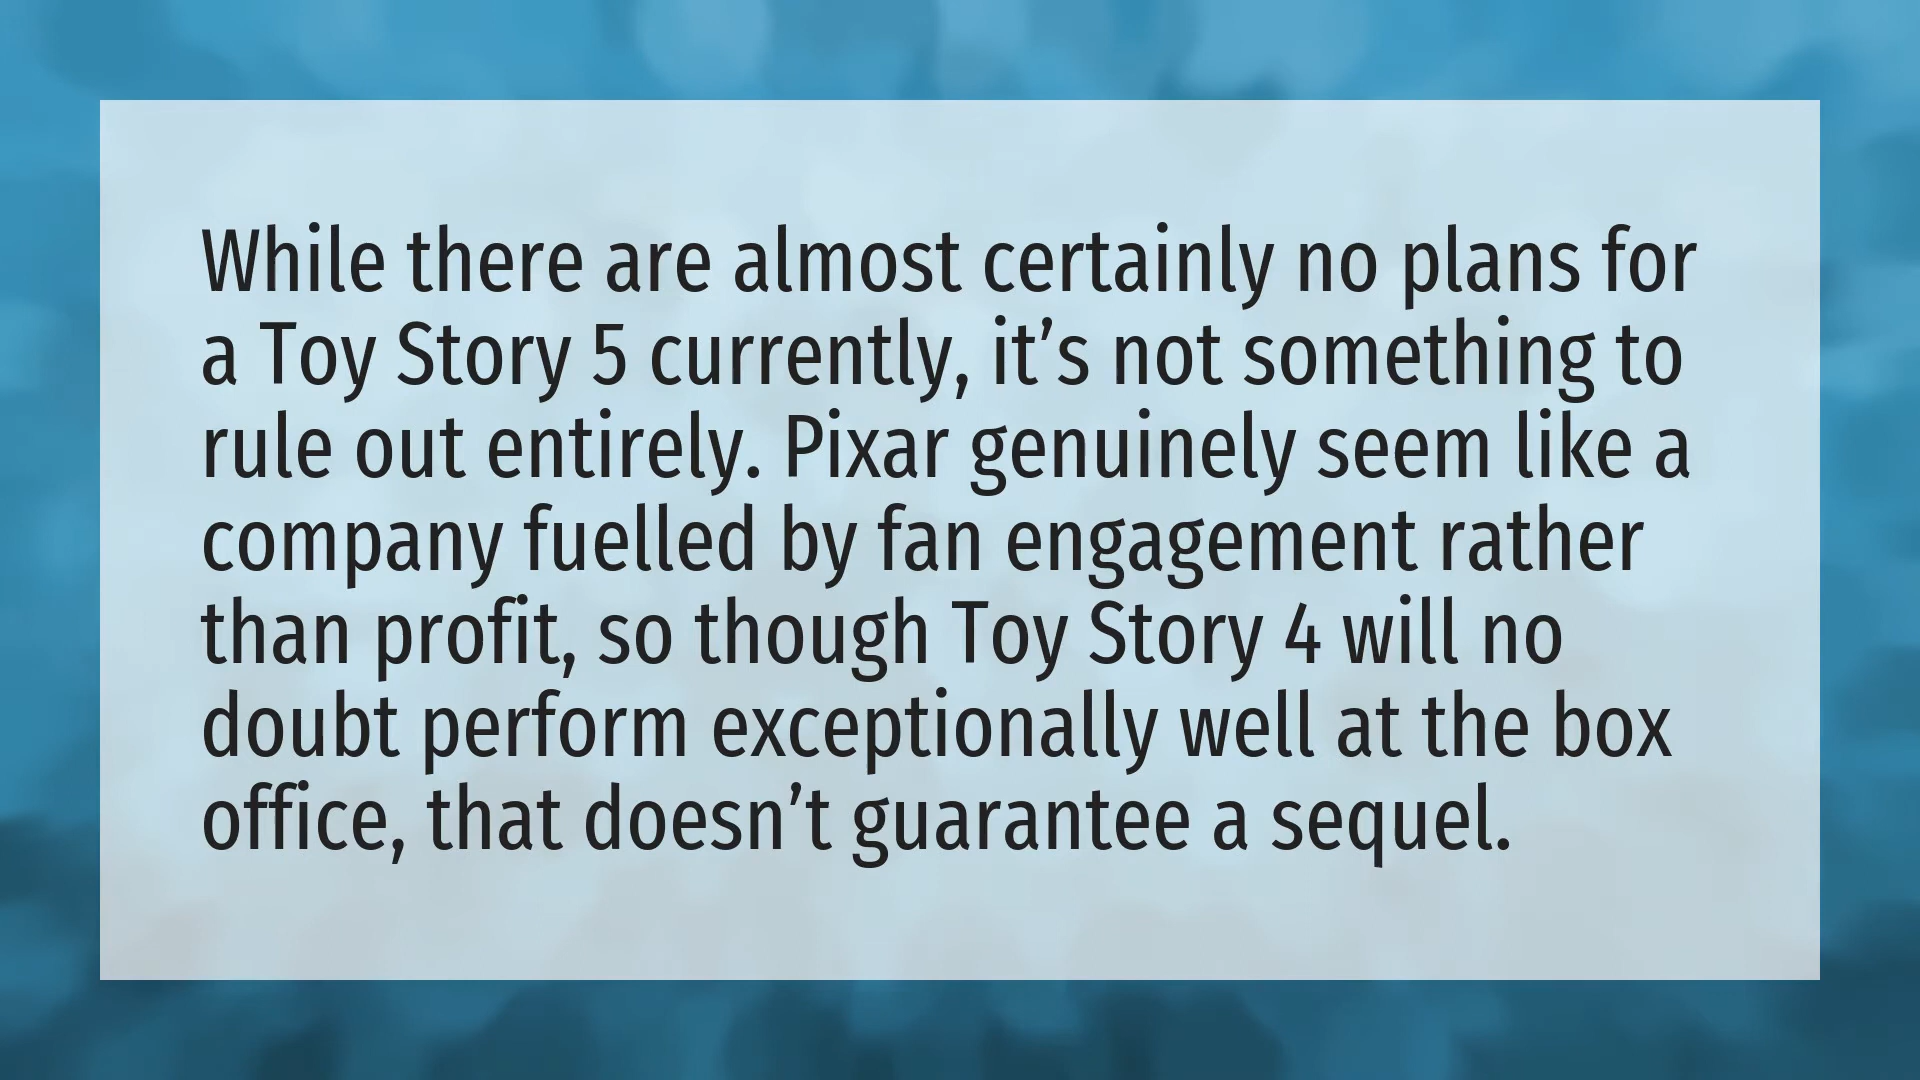 While there are almost certainly no plans for
a Toy Story 5 currently, it’s not something to
rule out entirely. Pixar genuinely seem like a
company fuelled by fan engagement rather
than profit, so though Toy Story 4 will no
doubt perform exceptionally well at the box
office, that doesn’t guarantee a sequel.